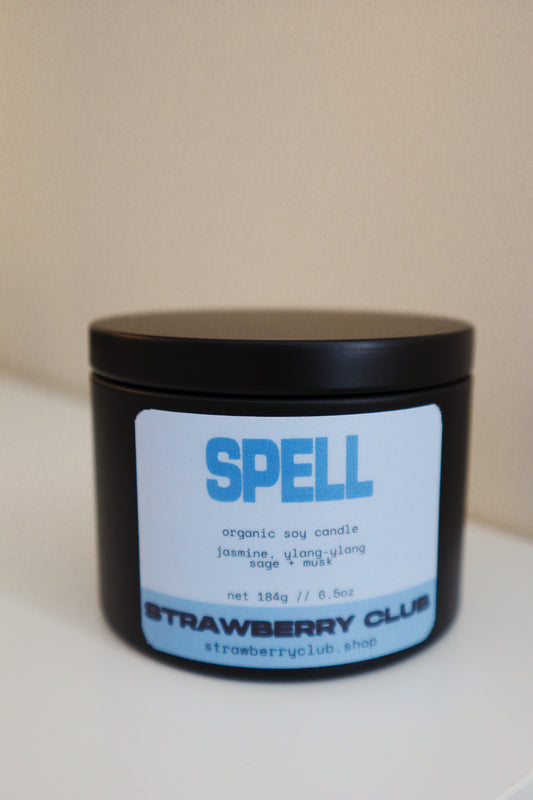 SPELL
organic soy candle
jasmine, ylang-ylang
sage + musk
net 184g // 6.5oz
STRAWBERRY CLUB
strawberryclub.shop